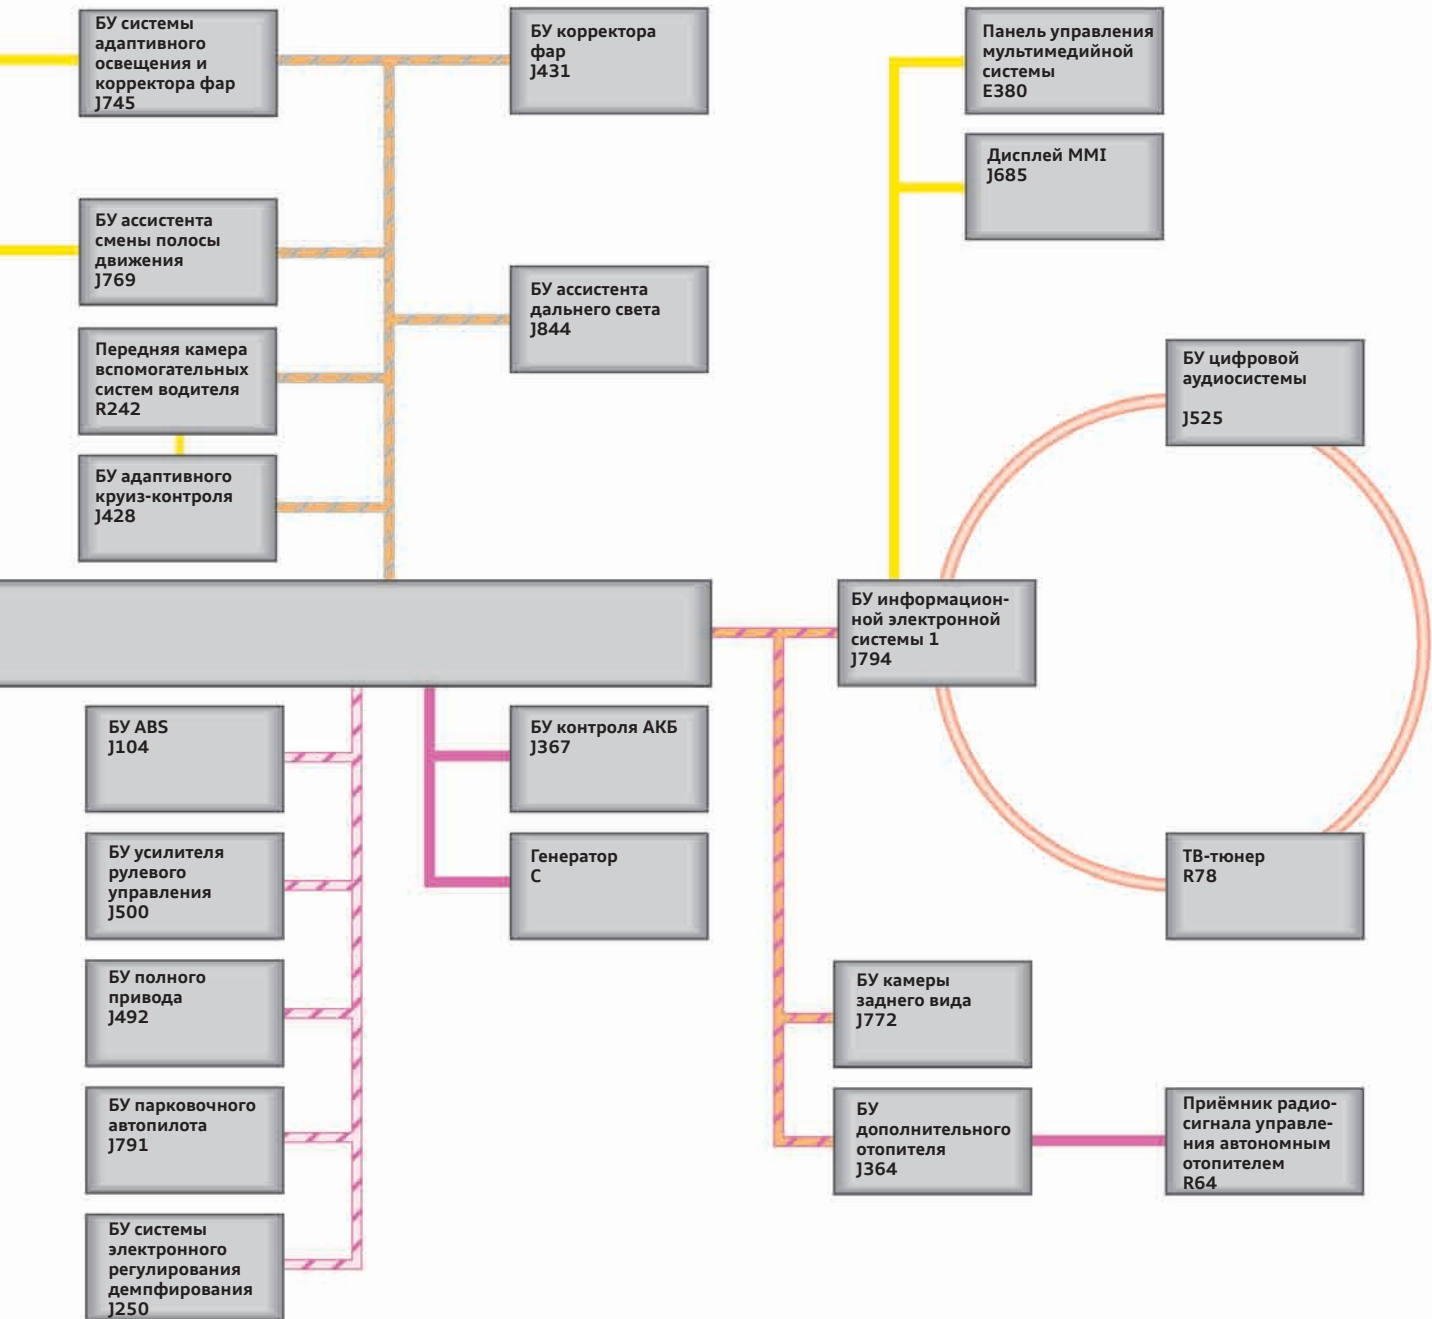 БУ системы
адаптивного
освещения и
корректора фар
J745
БУ корректора
фар
J431
Панель управления
мультимедийной
системы
E380
Дисплей MMI
J685
БУ ассистента
смены полосы
движения
J769
БУ ассистента
дальнего света
J844
Передняя камера
вспомогательных
систем водителя
R242
БУ цифровой
аудиосистемы
J525
БУ адаптивного
круиз-контроля
J428
БУ информацион-
ной электронной
системы 1
J794
БУ ABS
J104
БУ контроля АКБ
J367
БУ усилителя
рулевого
управления
J500
Генератор
C
ТВ-тюнер
R78
БУ полного
привода
J492
БУ камеры
заднего вида
J772
БУ парковочного
автопилота
J791
БУ
дополнительного
отопителя
J364
Приёмник радио-
сигнала управле-
ния автономным
отопителем
R64
БУ системы
электронного
регулирования
демпфирования
J250